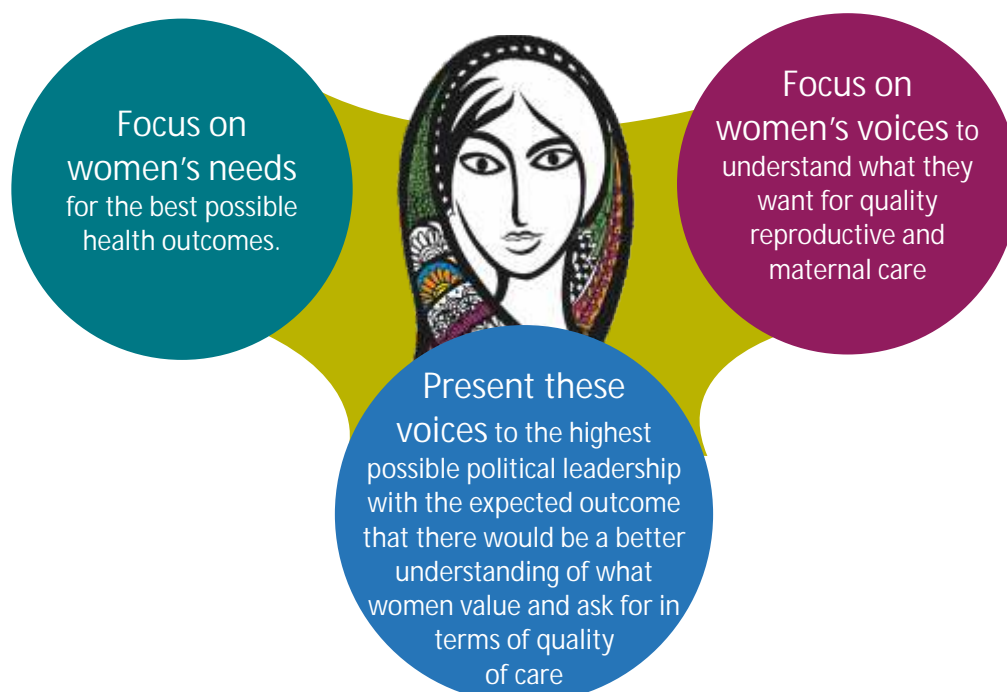 Focus on
women's needs
for the best possible
health outcomes.
Focus on
women's voices to
understand what they
want for quality
reproductive and
maternal care
Present these
voices to the highest
possible political leadership
with the expected outcome
that there would be a better
understanding of what
women value and ask for in
terms of quality
of care